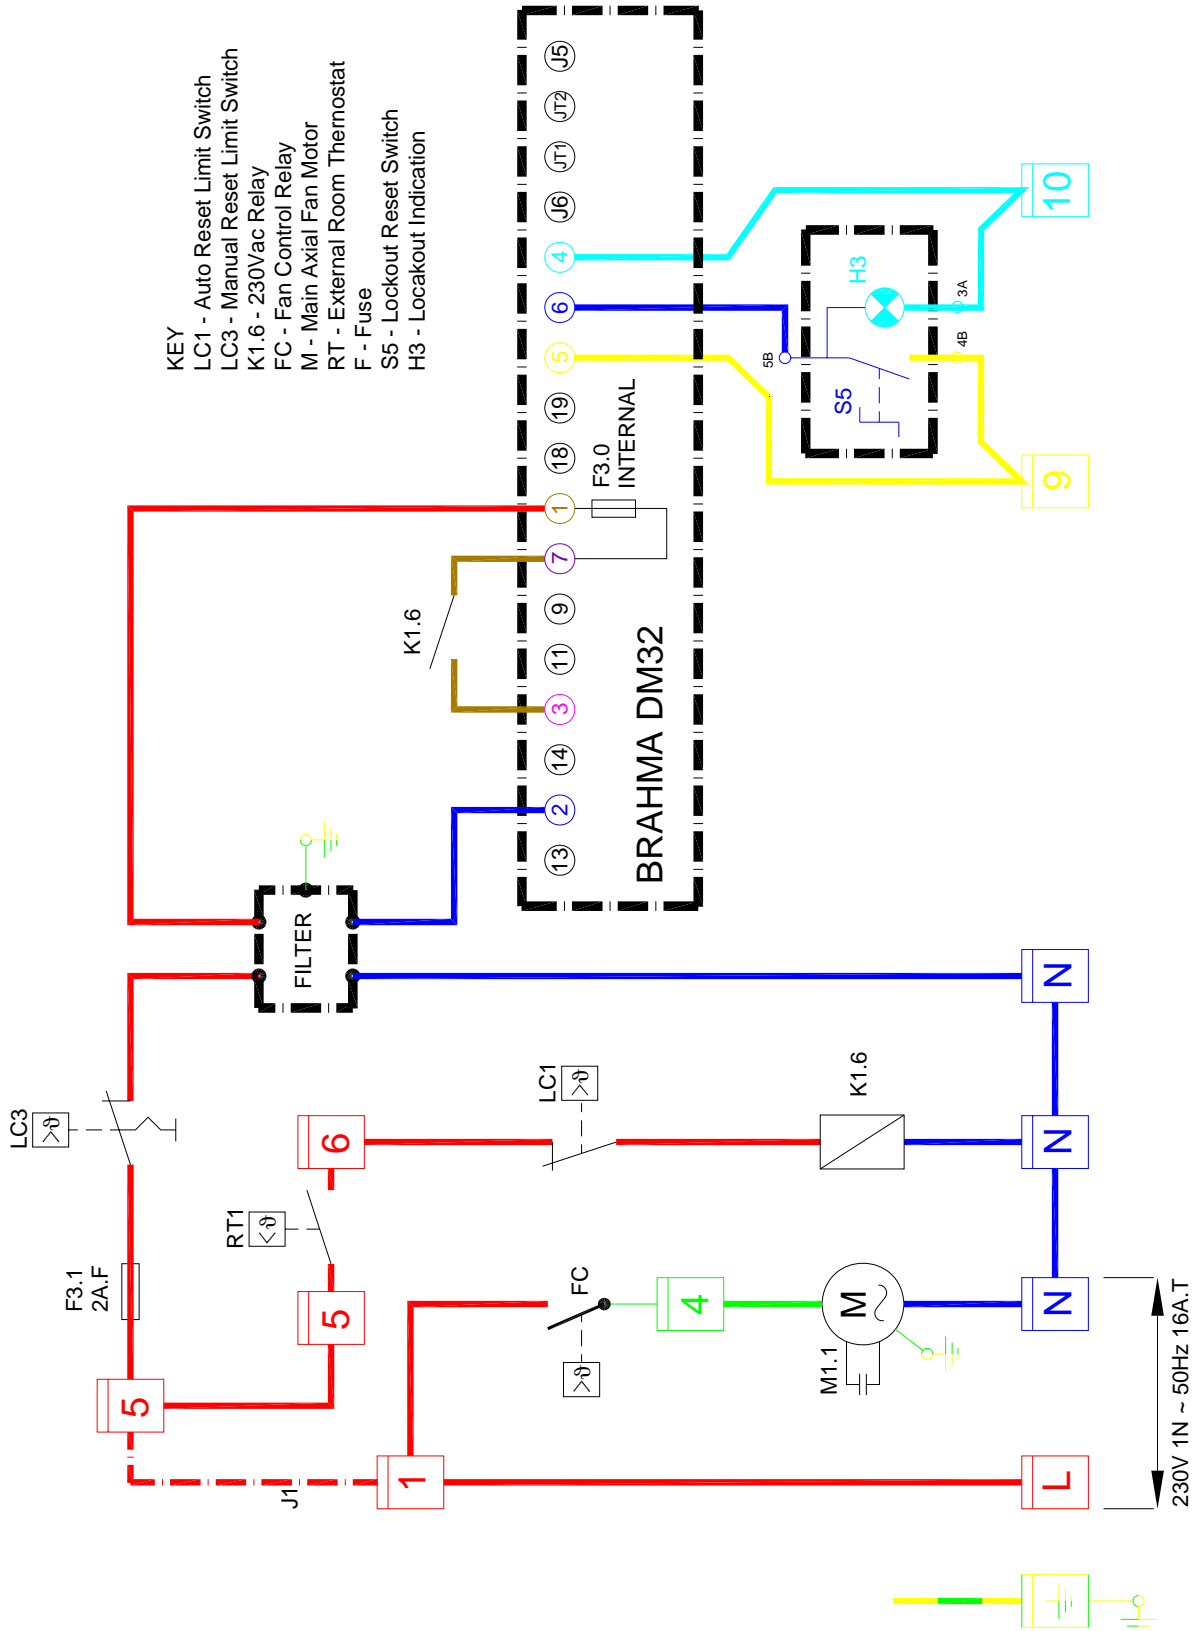 KEY
LC1 - Auto Reset Limit Switch
LC3 - Manual Reset Limit Switch
K1.6 - 230Vac Relay
FC - Fan Control Relay
M - Main Axial Fan Motor
RT - External Room Themostat
F - Fuse
S5 - Lockout Reset Switch
H3 - Locakout Indication
LC3
>ϑ
F3.1
2A.F
5
J1
RT1
<ϑ
5
6
1
FC
>ϑ
4
M1.1
M
LC1
>ϑ
K1.6
L
N
N
N
230V 1N ~ 50Hz 16A.T
FILTER
K1.6
13
2
14
3
11
9
7
1
18
19
5
6
4
J6
JT1
JT2
J5
F3.0
INTERNAL
BRAHMA DM32
5B
S5
H3
4B
3A
9
10